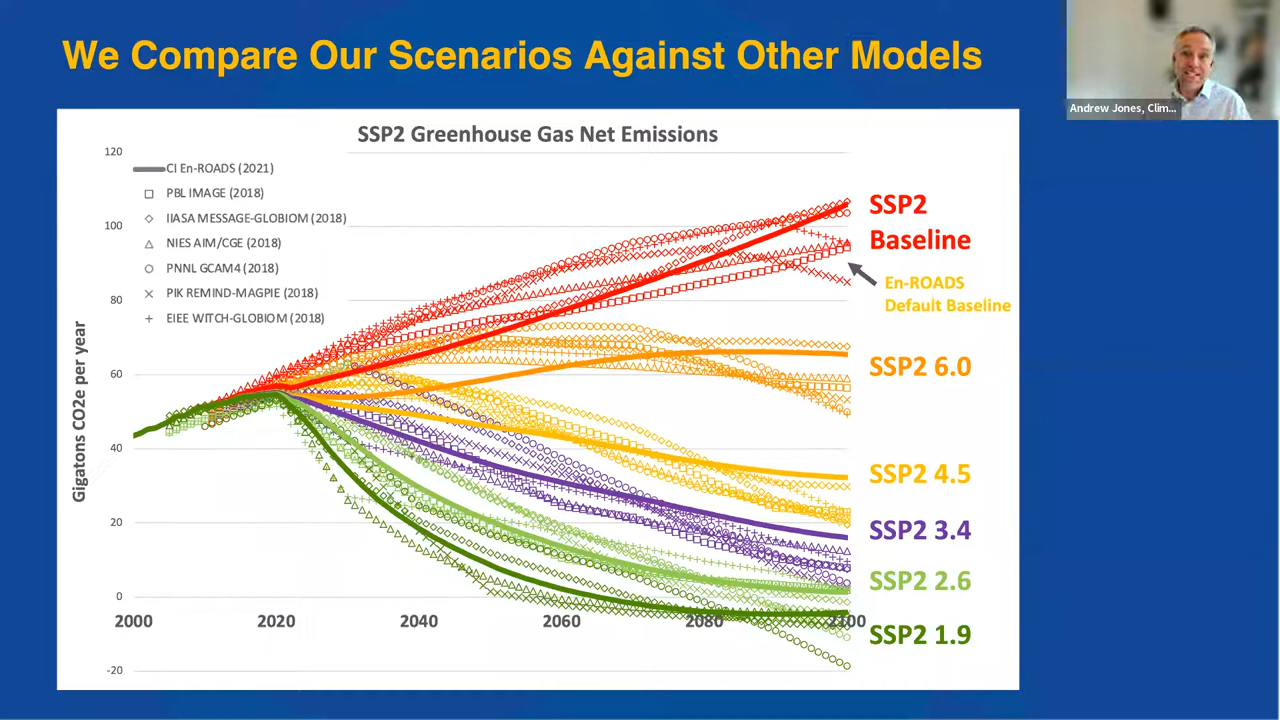 We Compare Our Scenarios Against Other Models
Andrew Jones, Clim...
SSP2 Greenhouse Gas Net Emissions
Gigatons CO2e per year
120
100
80
60
40
20
0
-20
CI En-ROADS (2021)
PBL IMAGE (2018)
IIASA MESSAGE-GLOBIOM (2018)
NIES AIM/CGE (2018)
PNNL GCAM4 (2018)
PIK REMIND-MAGPIE (2018)
EIEE WITCH-GLOBIOM (2018)
SSP2
Baseline
En-ROADS
Default Baseline
SSP2 6.0
SSP2 4.5
SSP2 3.4
SSP2 2.6
SSP2 1.9
2000 2020 2040 2060 2080 2100